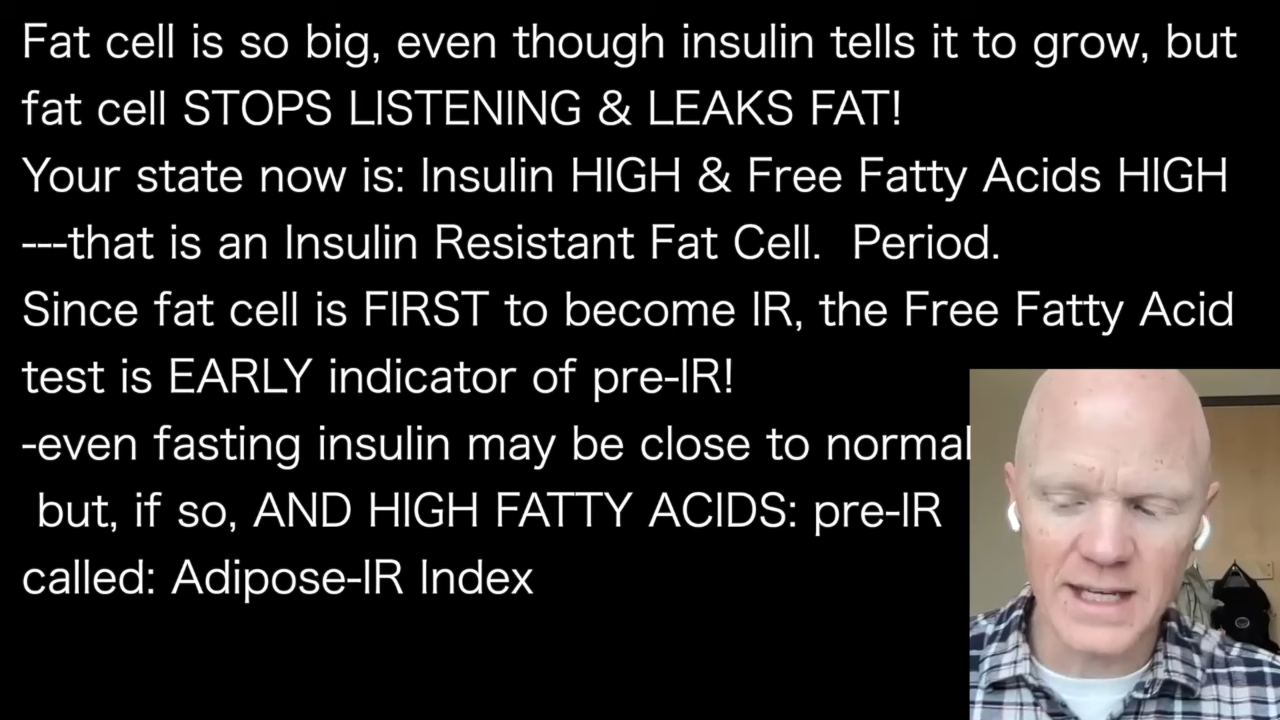 Fat cell is so big, even though insulin tells it to grow, but
fat cell STOPS LISTENING & LEAKS FAT!
Your state now is: Insulin HIGH & Free Fatty Acids HIGH
---that is an Insulin Resistant Fat Cell.  Period.
Since fat cell is FIRST to become IR, the Free Fatty Acid
test is EARLY indicator of pre-IR!
-even fasting insulin may be close to normal
but, if so, AND HIGH FATTY ACIDS: pre-IR
called: Adipose-IR Index